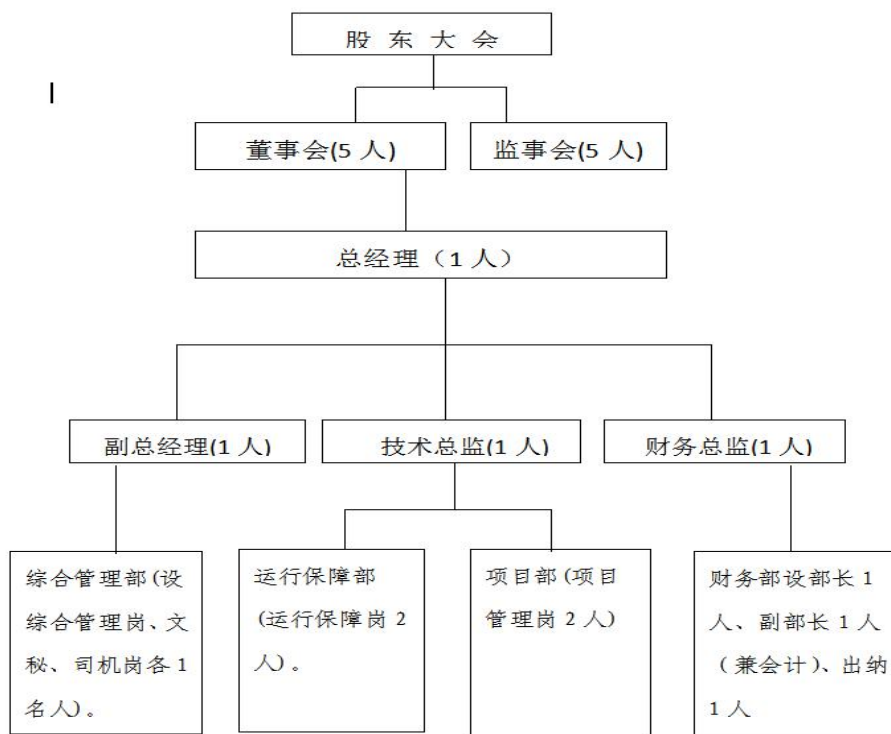 股 东 大 会
董事会(5 人)
监事会(5 人)
总经理（1 人）
副总经理(1 人)
技术总监(1 人)
财务总监(1 人)
综合管理部(设
综合管理岗、文
秘、司机岗各 1
名人)。
运行保障部
(运行保障岗 2
人)。
项目部(项目
管理岗 2 人)
财务部设部长 1
人、副部长 1 人
（兼会计)、出纳
1 人